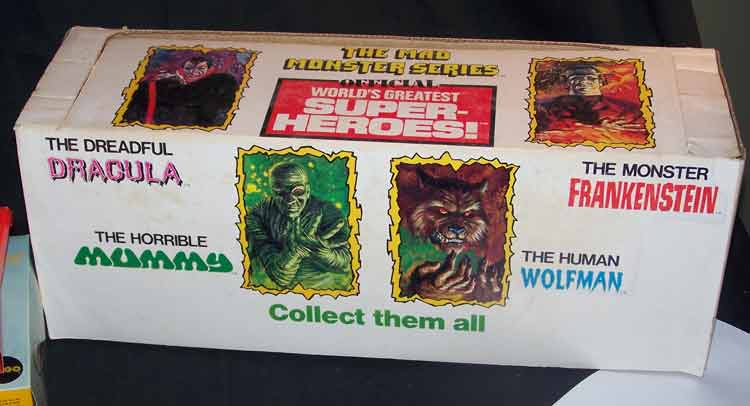 THE MAD
MONSTER SERIES
OFFICIAL
WORLD'S GREATEST
SUPER-
HEROES!
THE DREADFUL
DRACULA
THE MONSTER
FRANKENSTEIN
THE HORRIBLE
MUMMY
THE HUMAN
WOLFMAN
Collect them all